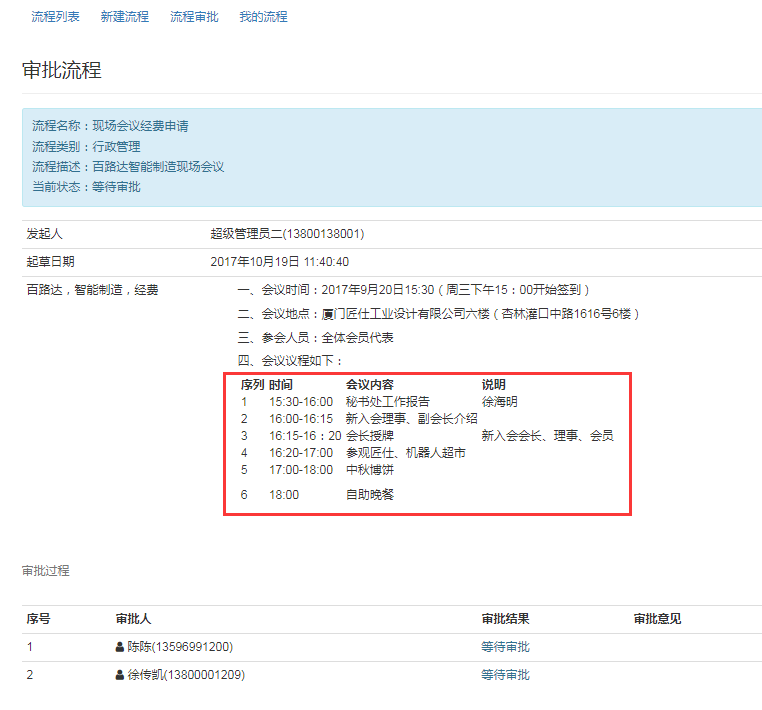 流程列表 新建流程 流程审批 我的流程
审批流程
流程名称：现场会议经费申请
流程类别：行政管理
流程描述：百路达智能制造现场会议
当前状态：等待审批
发起人 超级管理员二(13800138001)
起草日期 2017年10月19日 11:40:40
百路达，智能制造，经费 一、会议时间：2017年9月20日15:30（周三下午15：00开始签到）
二、会议地点：厦门匠仕工业设计有限公司六楼（杏林灌口中路1616号6楼）
三、参会人员：全体会员代表
四、会议议程如下：
序列 时间 会议内容 说明
1 15:30-16:00 秘书处工作报告 徐海明
2 16:00-16:15 新入会理事、副会长介绍
3 16:15-16：20 会长授牌 新入会会长、理事、会员
4 16:20-17:00 参观匠仕、机器人超市
5 17:00-18:00 中秋博饼
6 18:00 自助晚餐
审批过程
序号 审批人 审批结果 审批意见
1 陈陈(13596991200) 等待审批
2 徐传凯(13800001209) 等待审批